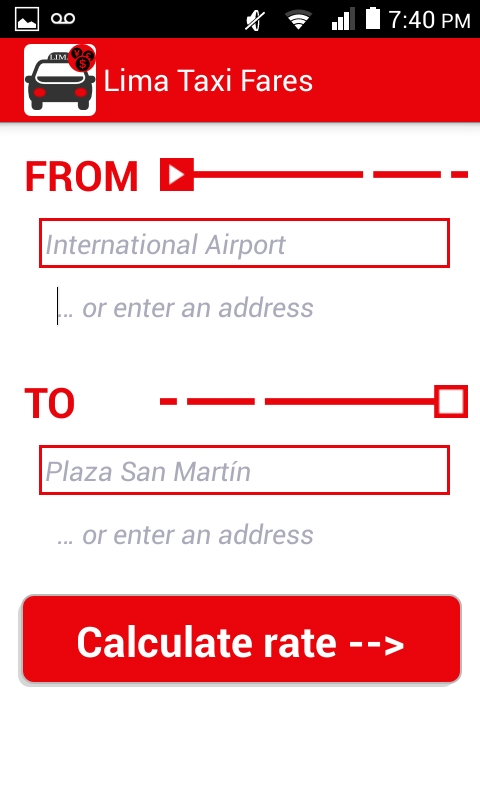 7:40 PM
LIM
$
Lima Taxi Fares
FROM
International Airport
... or enter an address
TO
Plaza San Martín
... or enter an address
Calculate rate -->